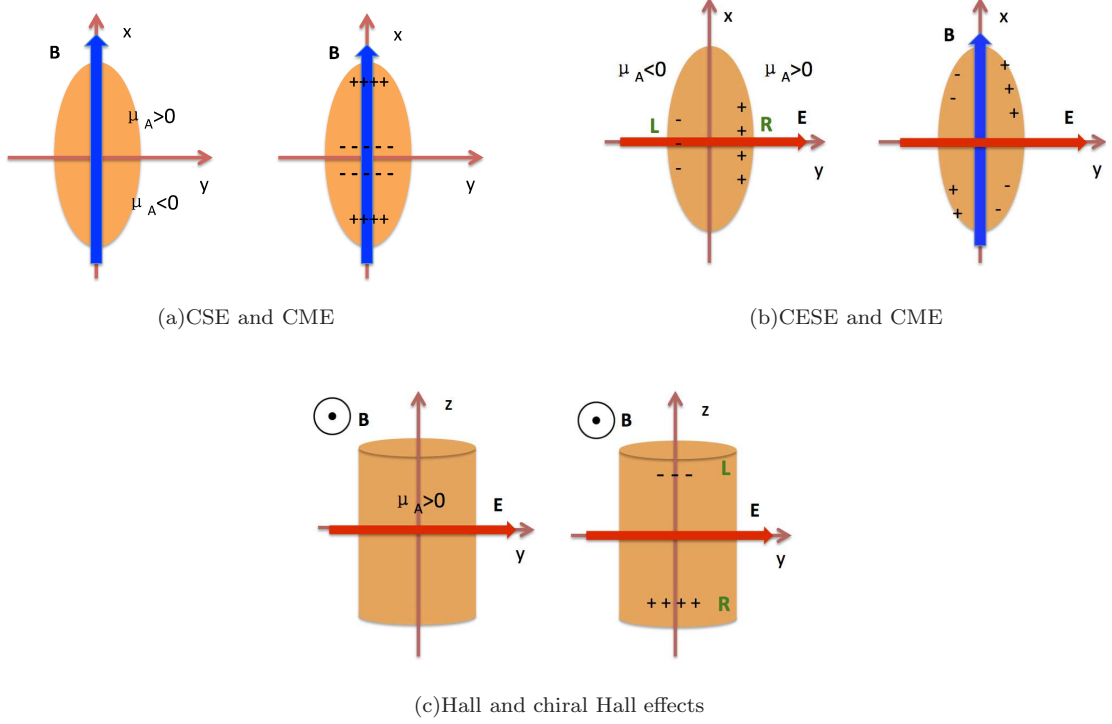 x
B
μ A>0
y
μ A<0
x
B
++++
-----
-----
y
++++
(a)CSE and CME
x
μ A<0
μ A>0
+
-
L
+
R
E
-
+
-
+
y
x
B
-
+
-
+
+
E
y
+
-
+
-
(b)CESE and CME
z
B
μ A>0
E
y
z
B
L
---
E
y
++++
R
(c)Hall and chiral Hall effects